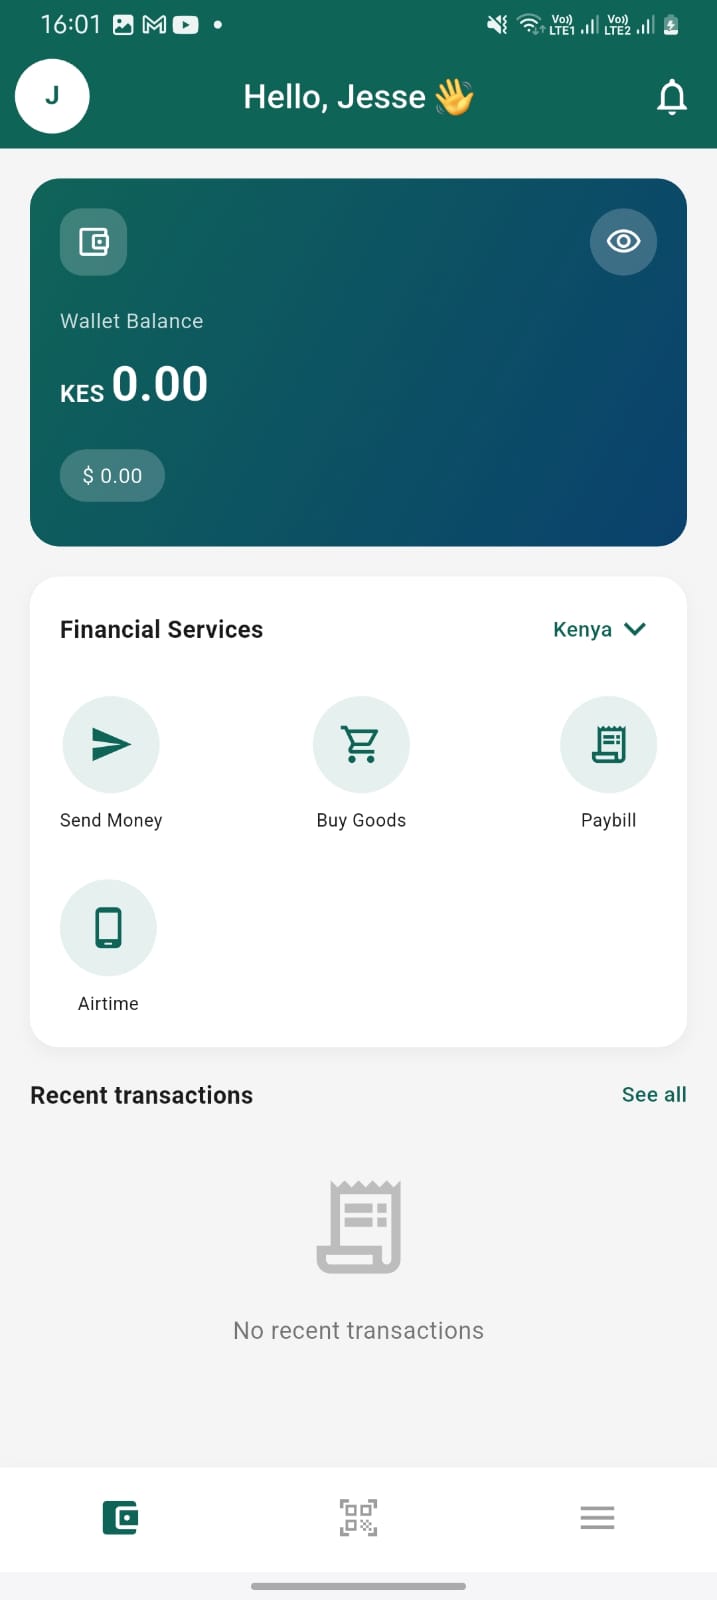 16:01
Vo) LTE1 Vo) LTE2
J
Hello, Jesse 👋
Wallet Balance
KES 0.00
$ 0.00
Financial Services
Kenya
Send Money
Buy Goods
Paybill
Airtime
Recent transactions
See all
No recent transactions